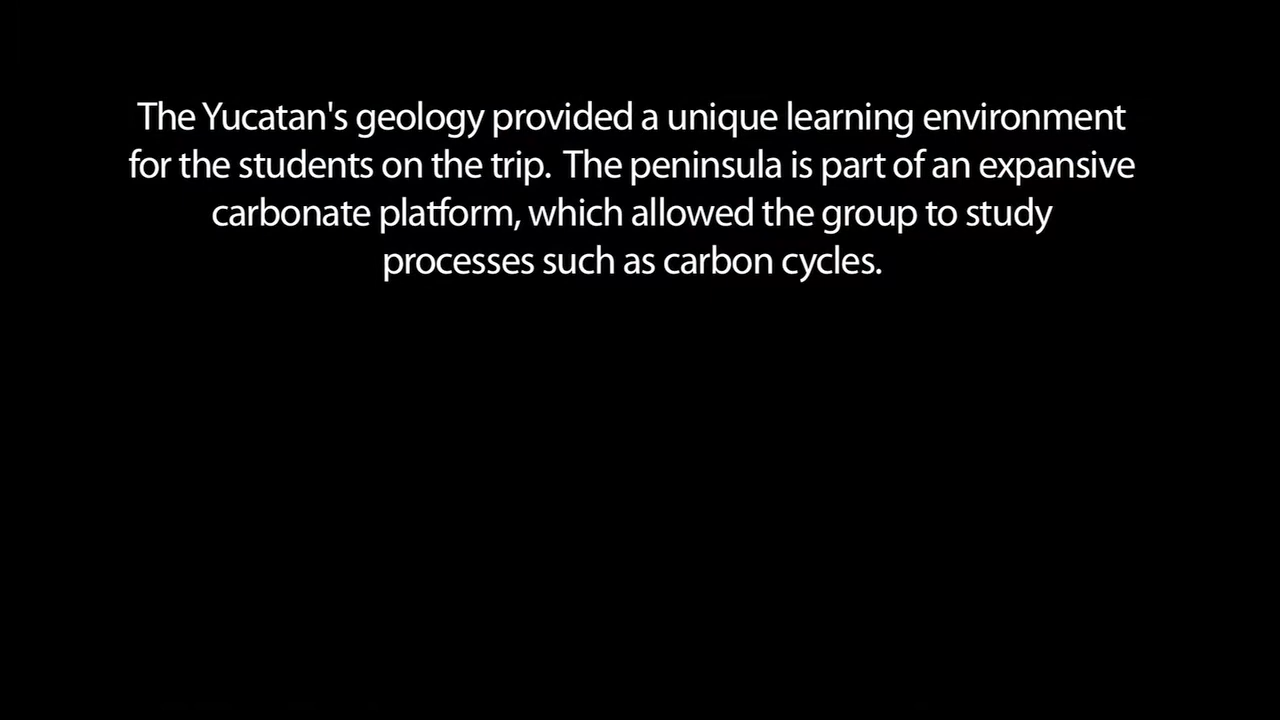 The Yucatan's geology provided a unique learning environment
for the students on the trip.  The peninsula is part of an expansive
carbonate platform, which allowed the group to study
processes such as carbon cycles.